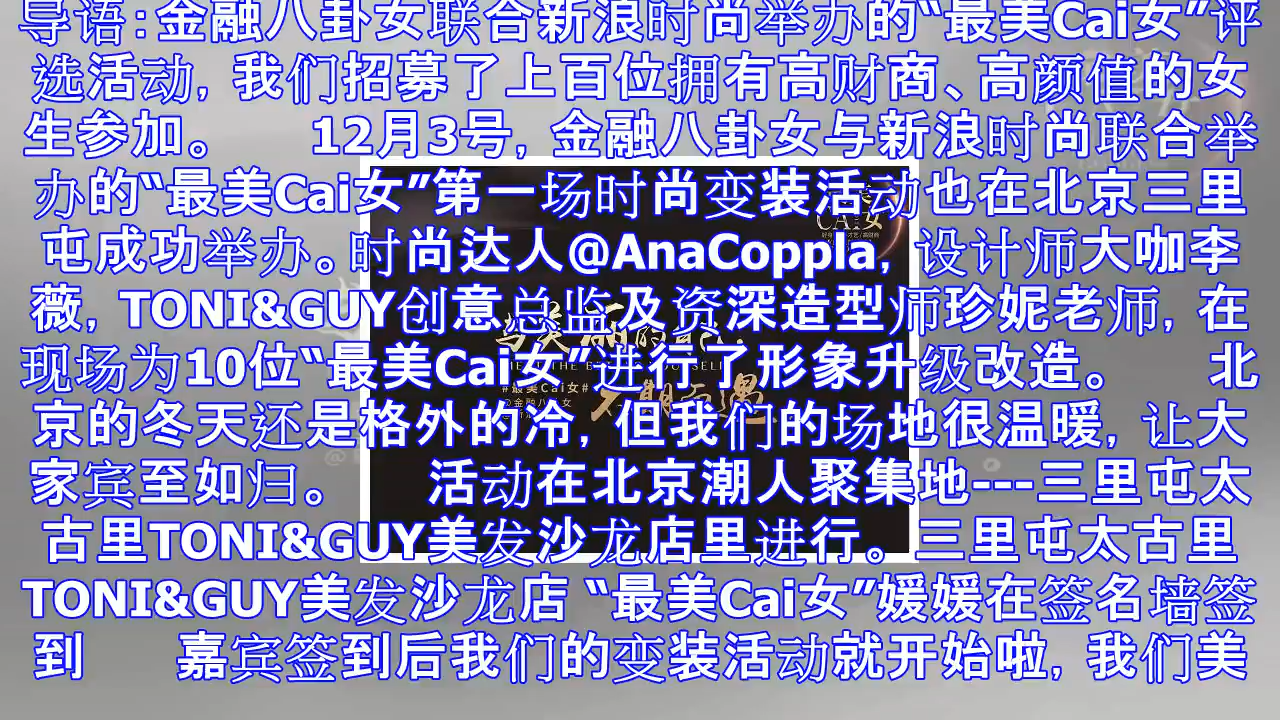 导语：金融八卦女联合新浪时尚举办的“最美Cai女”评
选活动，我们招募了上百位拥有高财商、高颜值的女
生参加。 12月3号，金融八卦女与新浪时尚联合举
办的“最美Cai女”第一场时尚变装活动也在北京三里
屯成功举办。时尚达人@AnaCoppla，设计师大咖李
薇，TONI&GUY创意总监及资深造型师珍妮老师，在
现场为10位“最美Cai女”进行了形象升级改造。 北
京的冬天还是格外的冷，但我们的场地很温暖，让大
家宾至如归。 活动在北京潮人聚集地---三里屯太
古里TONI&GUY美发沙龙店里进行。三里屯太古里
TONI&GUY美发沙龙店 “最美Cai女”媛媛在签名墙签
到 嘉宾签到后我们的变装活动就开始啦，我们美
#最美Cai女#
@金融八卦女